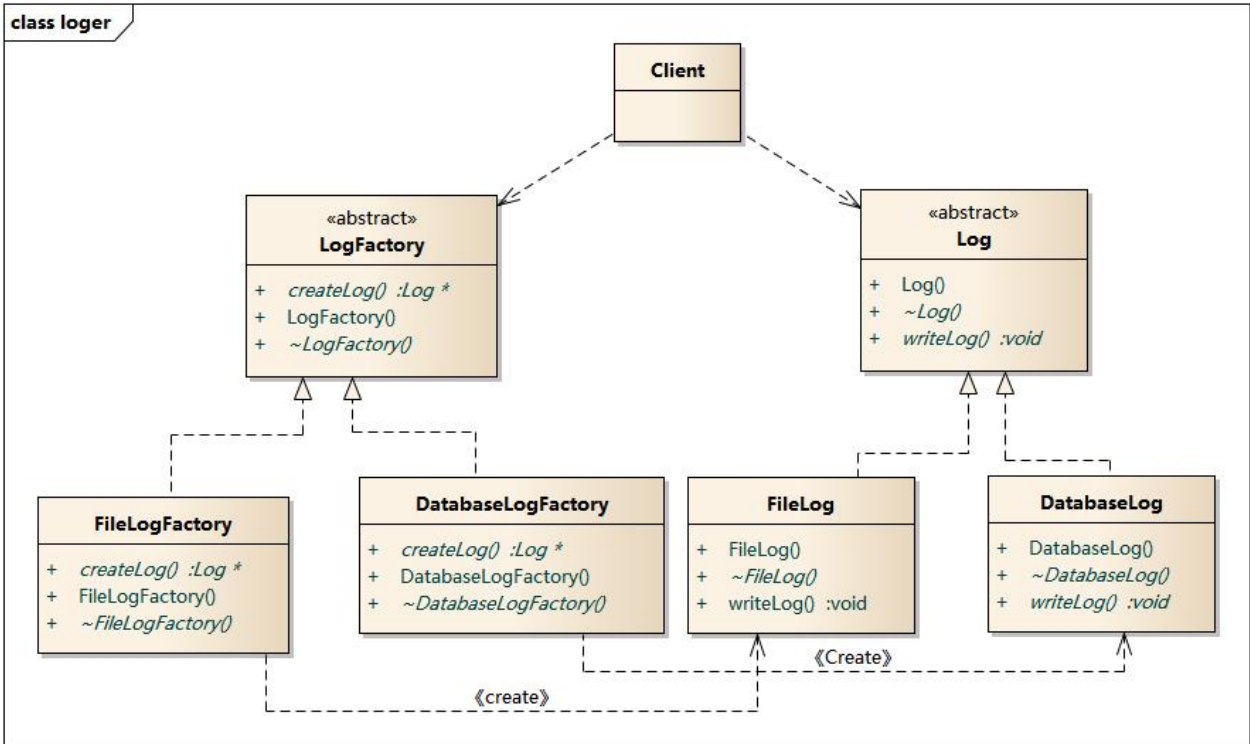 class loger
Client
«abstract»
LogFactory
+ createLog() :Log *
+ LogFactory()
+ ~LogFactory()
«abstract»
Log
+ Log()
+ ~Log()
+ writeLog() :void
FileLogFactory
+ createLog() :Log *
+ FileLogFactory()
+ ~FileLogFactory()
DatabaseLogFactory
+ createLog() :Log *
+ DatabaseLogFactory()
+ ~DatabaseLogFactory()
FileLog
+ FileLog()
+ ~FileLog()
+ writeLog() :void
DatabaseLog
+ DatabaseLog()
+ ~DatabaseLog()
+ writeLog() :void
《Create》
《create》